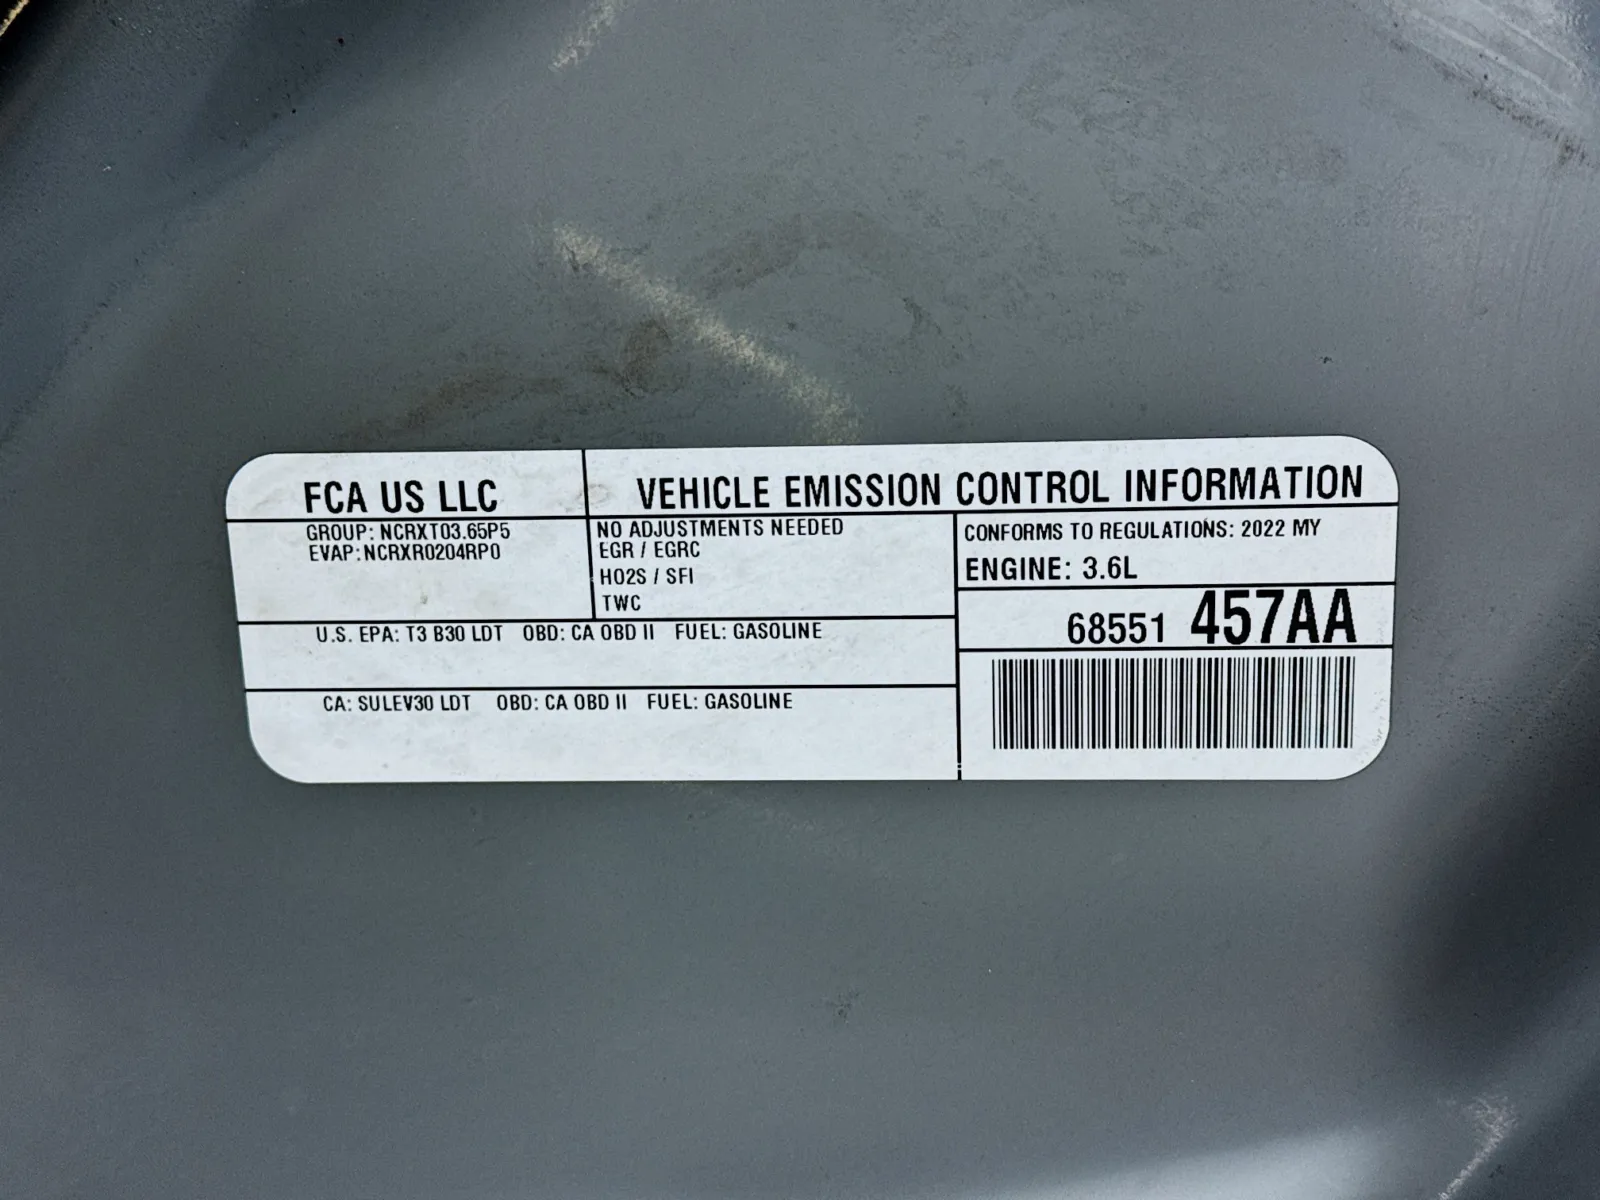 FCA US LLC
VEHICLE EMISSION CONTROL INFORMATION
GROUP: NCRXT03.65P5
EVAP: NCRXR0204RP0
NO ADJUSTMENTS NEEDED
EGR / EGRC
HO2S / SFI
TWC
CONFORMS TO REGULATIONS: 2022 MY
ENGINE: 3.6L
68551 457AA
U.S. EPA: T3 B30 LDT OBD: CA OBD II FUEL: GASOLINE
CA: SULEV30 LDT OBD: CA OBD II FUEL: GASOLINE